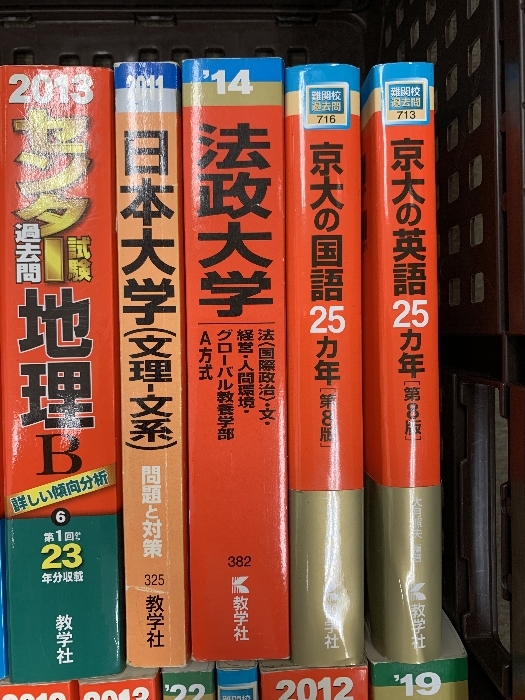 2013
センター試験
過去問
地理B
詳しい傾向分析
6
第1回から
23
年分収載
教学社
2011
日本大学(文理-文系)
問題と対策
325
教学社
'14
法政大学
法〈国際政治〉・文・
経営・人間環境・
グローバル教養学部
A方式
382
教学社
難関校
過去問
716
京大の国語25カ年[第8版]
教学社
難関校
過去問
713
京大の英語25カ年[第8版]
教学社
2013
'22
難関校
2012
'19